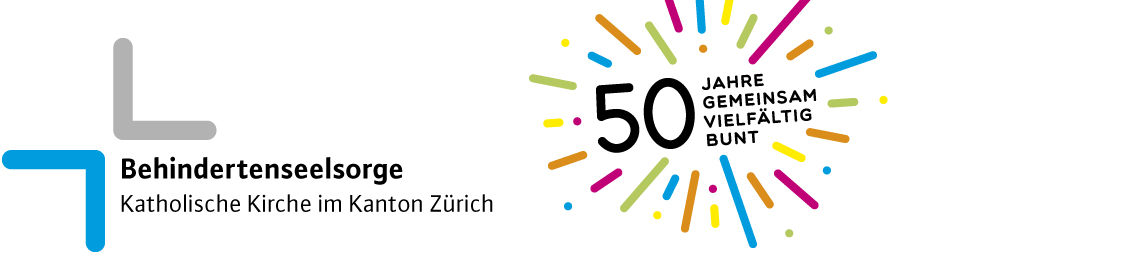 Behindertenseelsorge
Katholische Kirche im Kanton Zürich
50
JAHRE
GEMEINSAM
VIELFÄLTIG
BUNT